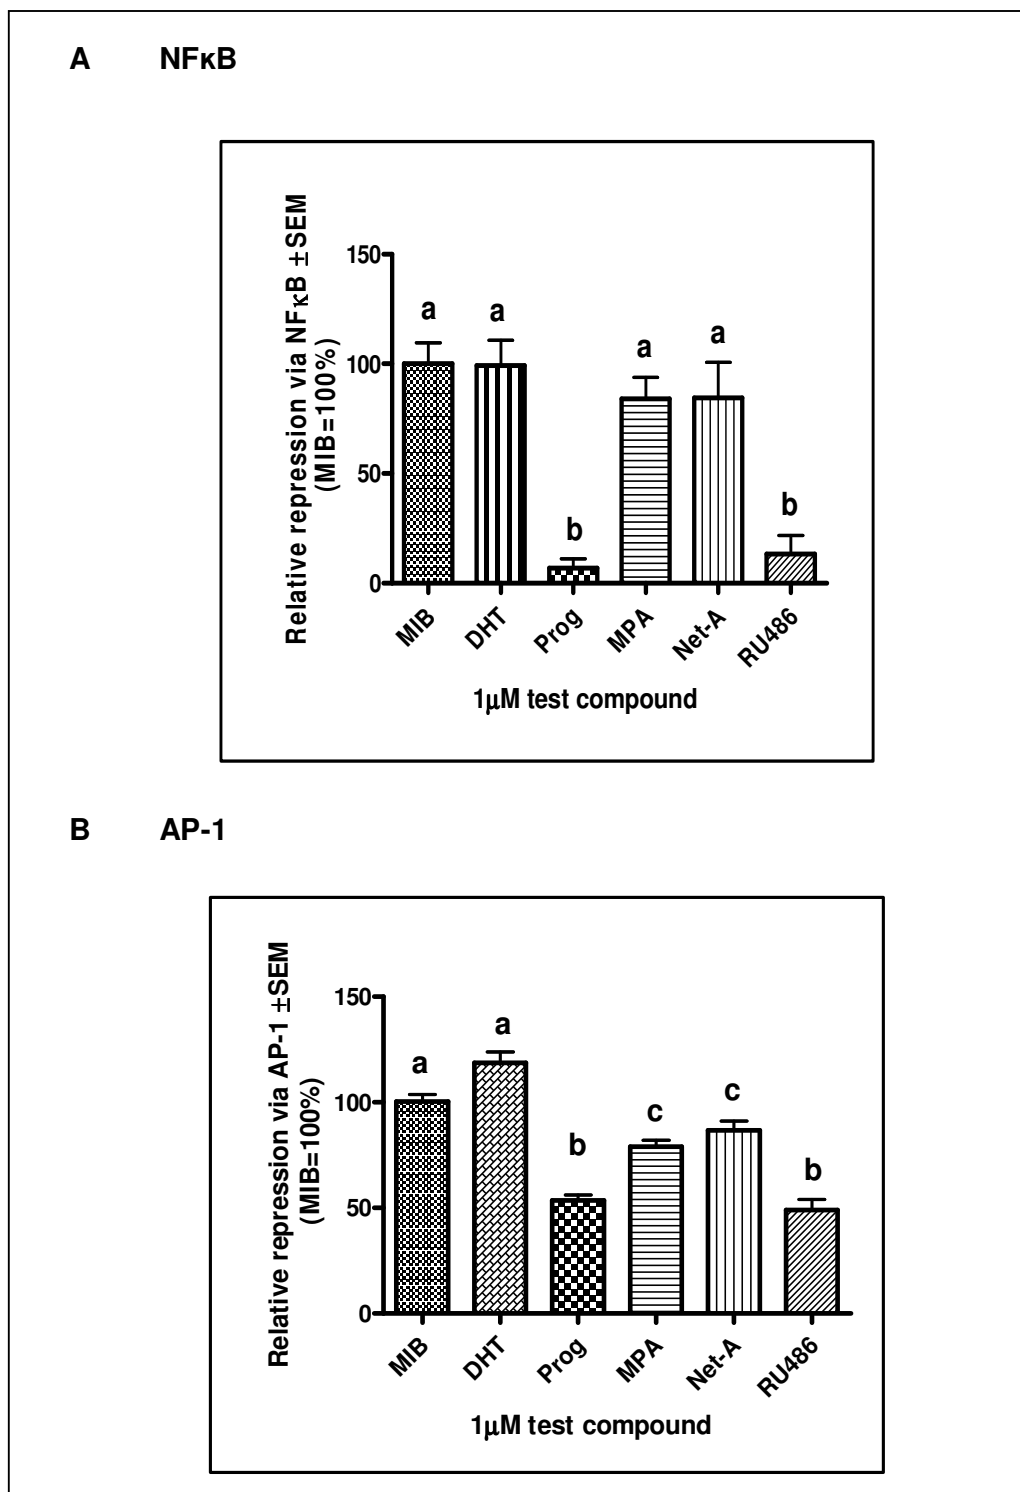 A NFκB
Relative repression via NFκB ±SEM
(MIB=100%)
150
100
50
0
a
a
b
a
a
b
MIB
DHT
Prog
MPA
Net-A
RU486
1μM test compound
B AP-1
Relative repression via AP-1 ±SEM
(MIB=100%)
150
100
50
0
a
a
b
c
c
b
MIB
DHT
Prog
MPA
Net-A
RU486
1μM test compound